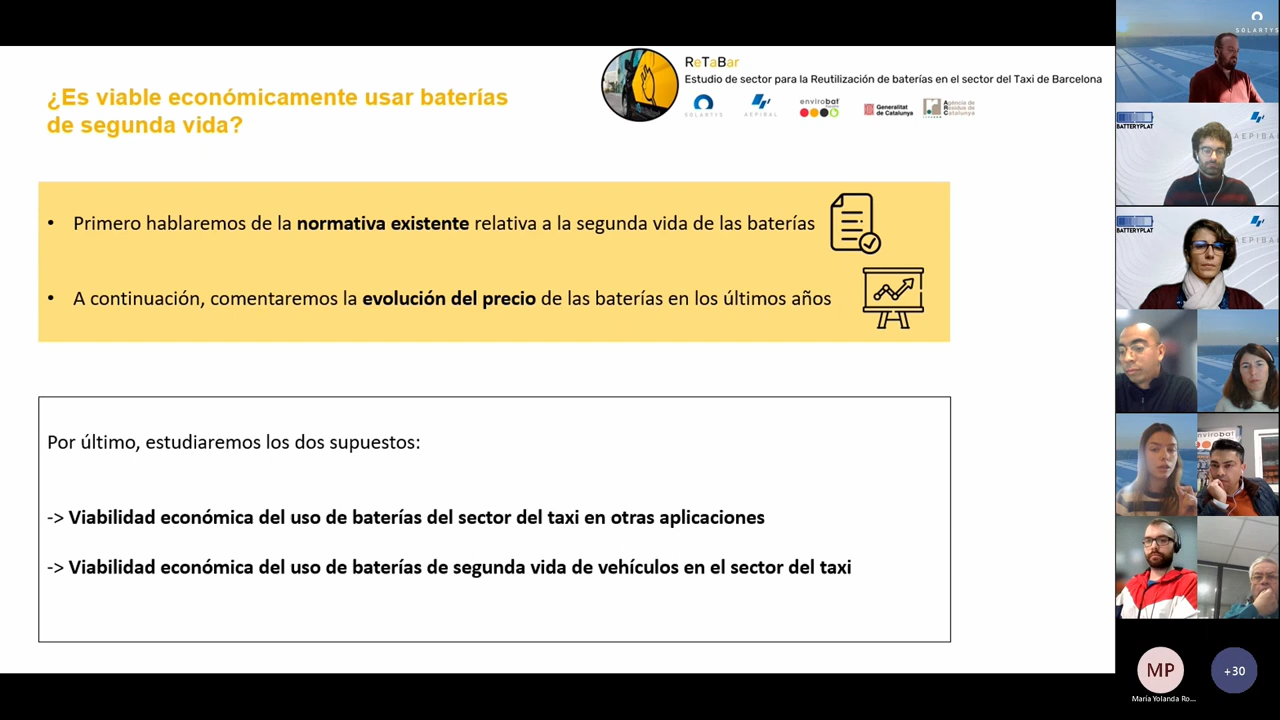 ¿Es viable económicamente usar baterías
de segunda vida?
ReTaBar
Estudio de sector para la Reutilización de baterías en el sector del Taxi de Barcelona
SOLARTYS
AEPIBAL
envirobat
Generalitat
de Catalunya
Agència de
Residus de
Catalunya
• Primero hablaremos de la normativa existente relativa a la segunda vida de las baterías
• A continuación, comentaremos la evolución del precio de las baterías en los últimos años
Por último, estudiaremos los dos supuestos:
-> Viabilidad económica del uso de baterías del sector del taxi en otras aplicaciones
-> Viabilidad económica del uso de baterías de segunda vida de vehículos en el sector del taxi
SOLARTYS
BATTERYPLAT
AEPIBAL
BATTERYPLAT
AEPIBAL
envirobat
MP
+30
María Yolanda Ro...